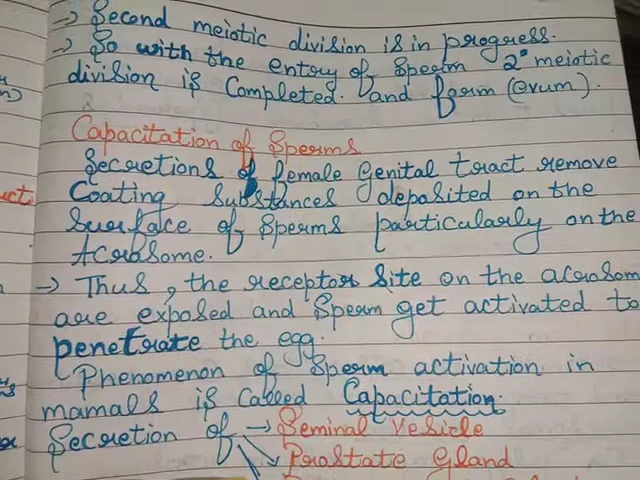 → Second meiotic division is in progress.
→ So with the entry of Sperm 2° meiotic
division is Completed. and form (ovum).
Capacitation of Sperms
Secretions of female genital tract remove
Coating Substances deposited on the
Surface of Sperms particularly on the
Acrosome.
→ Thus, the receptor site on the acrosom
are exposed and Sperm get activated to
penetrate the egg.
Phenomenon of Sperm activation in
mamals is Called Capacitation.
Secretion of → Seminal Vesicle
Prostate Gland